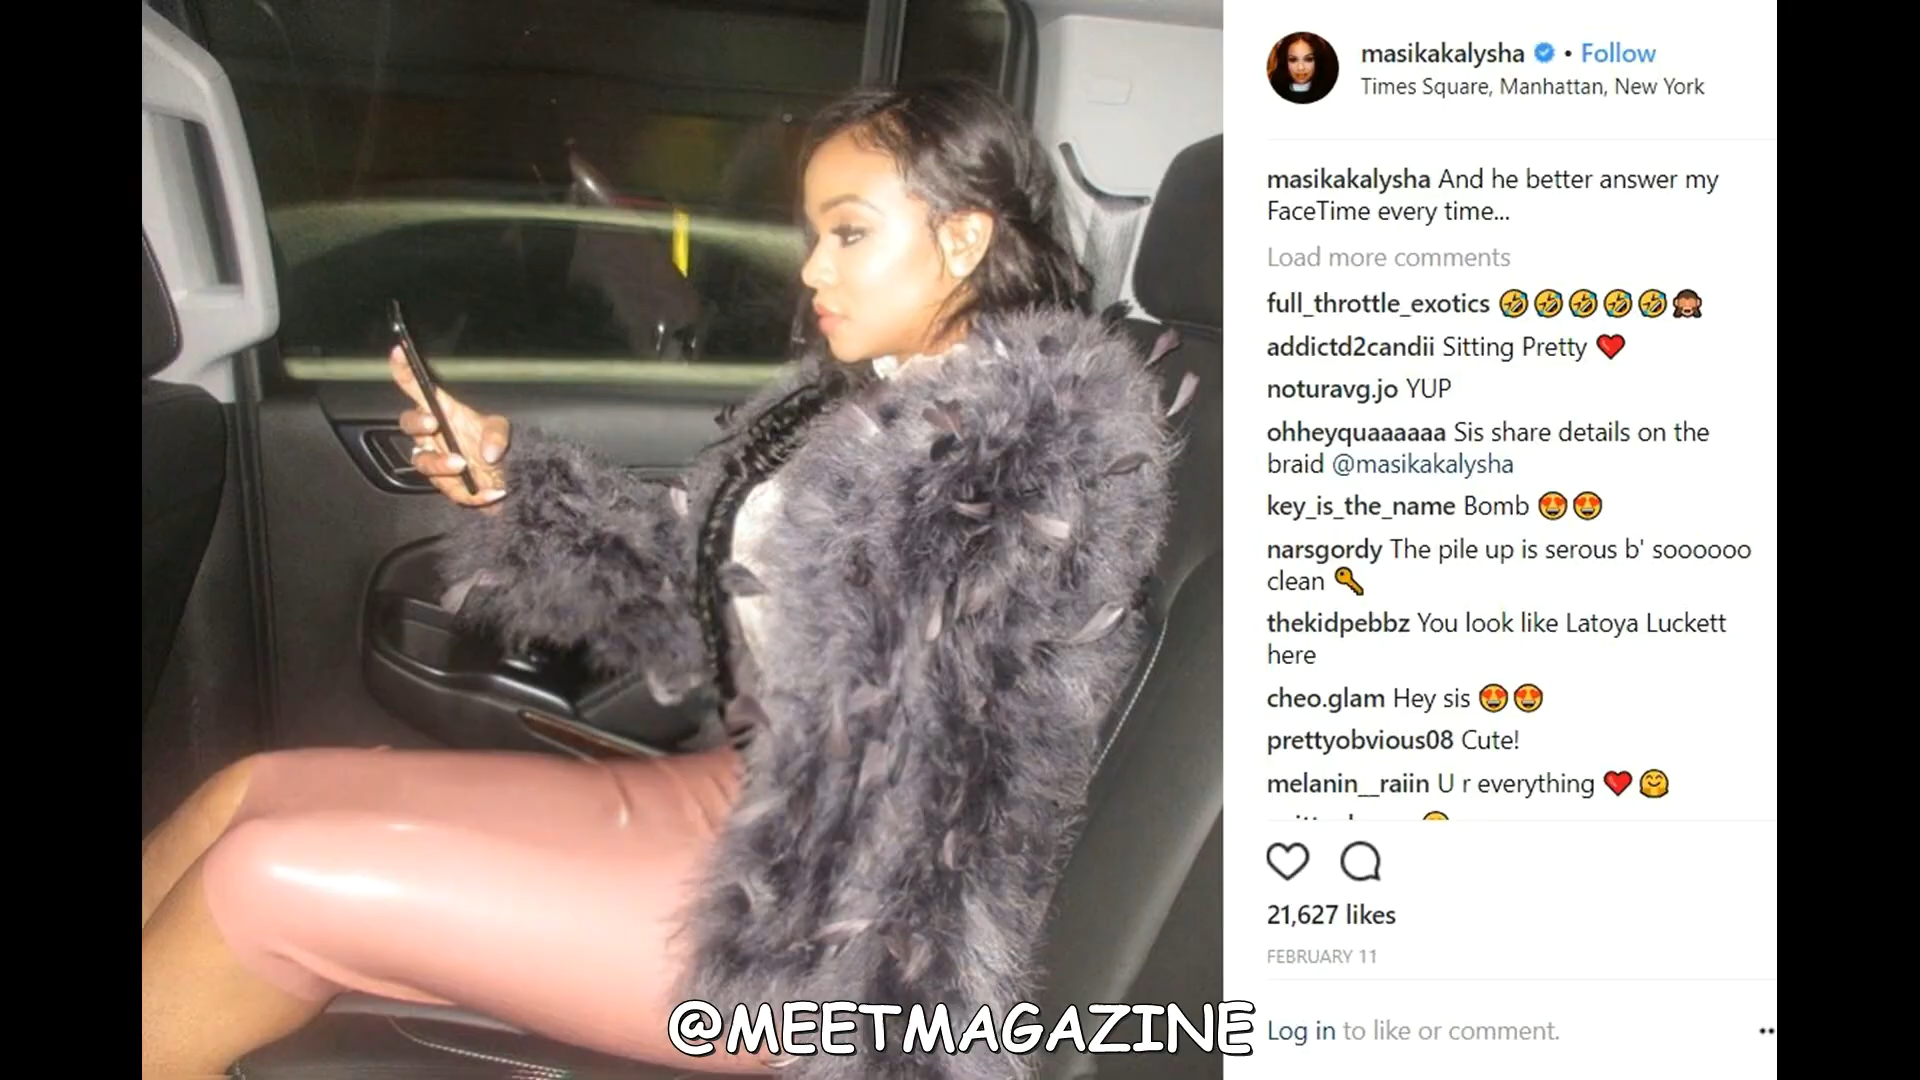 masikakalysha • Follow
Times Square, Manhattan, New York
masikakalysha And he better answer my
FaceTime every time...
Load more comments
full_throttle_exotics 🤣🤣🤣🤣🤣🙈
addictd2candii Sitting Pretty ❤️
noturavg.jo YUP
ohheyquaaaaaa Sis share details on the
braid @masikakalysha
key_is_the_name Bomb 😍😍
narsgordy The pile up is serous b' soooooo
clean 🔑
thekidpebbz You look like Latoya Luckett
here
cheo.glam Hey sis 😍😍
prettyobvious08 Cute!
melanin__raiin U r everything ❤️🤗
21,627 likes
FEBRUARY 11
@MEETMAGAZINE
Log in to like or comment.